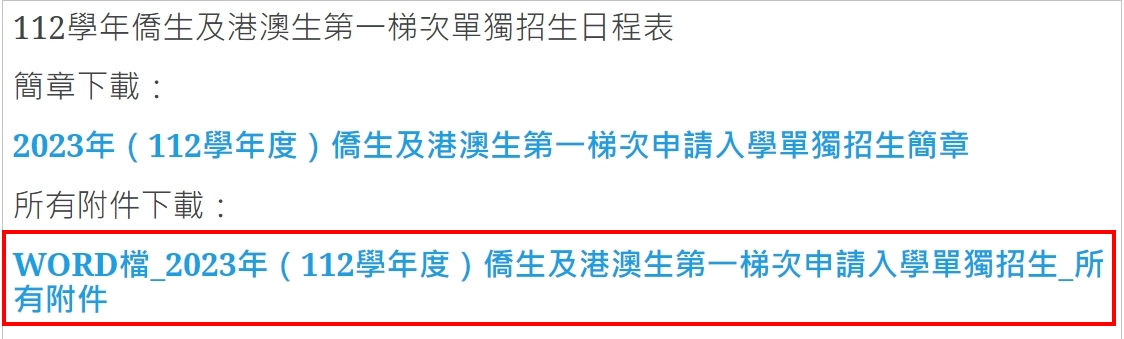 112學年僑生及港澳生第一梯次單獨招生日程表
簡章下載：
2023年（112學年度）僑生及港澳生第一梯次申請入學單獨招生簡章
所有附件下載：
WORD檔_2023年（112學年度）僑生及港澳生第一梯次申請入學單獨招生_所
有附件